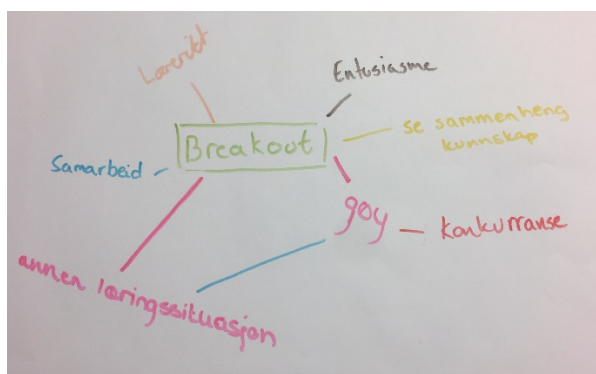 Lærerikt
Entusiasme
Breakout
se sammenheng
kunnskap
Samarbeid
gøy
konkurranse
annen læringssituasjon